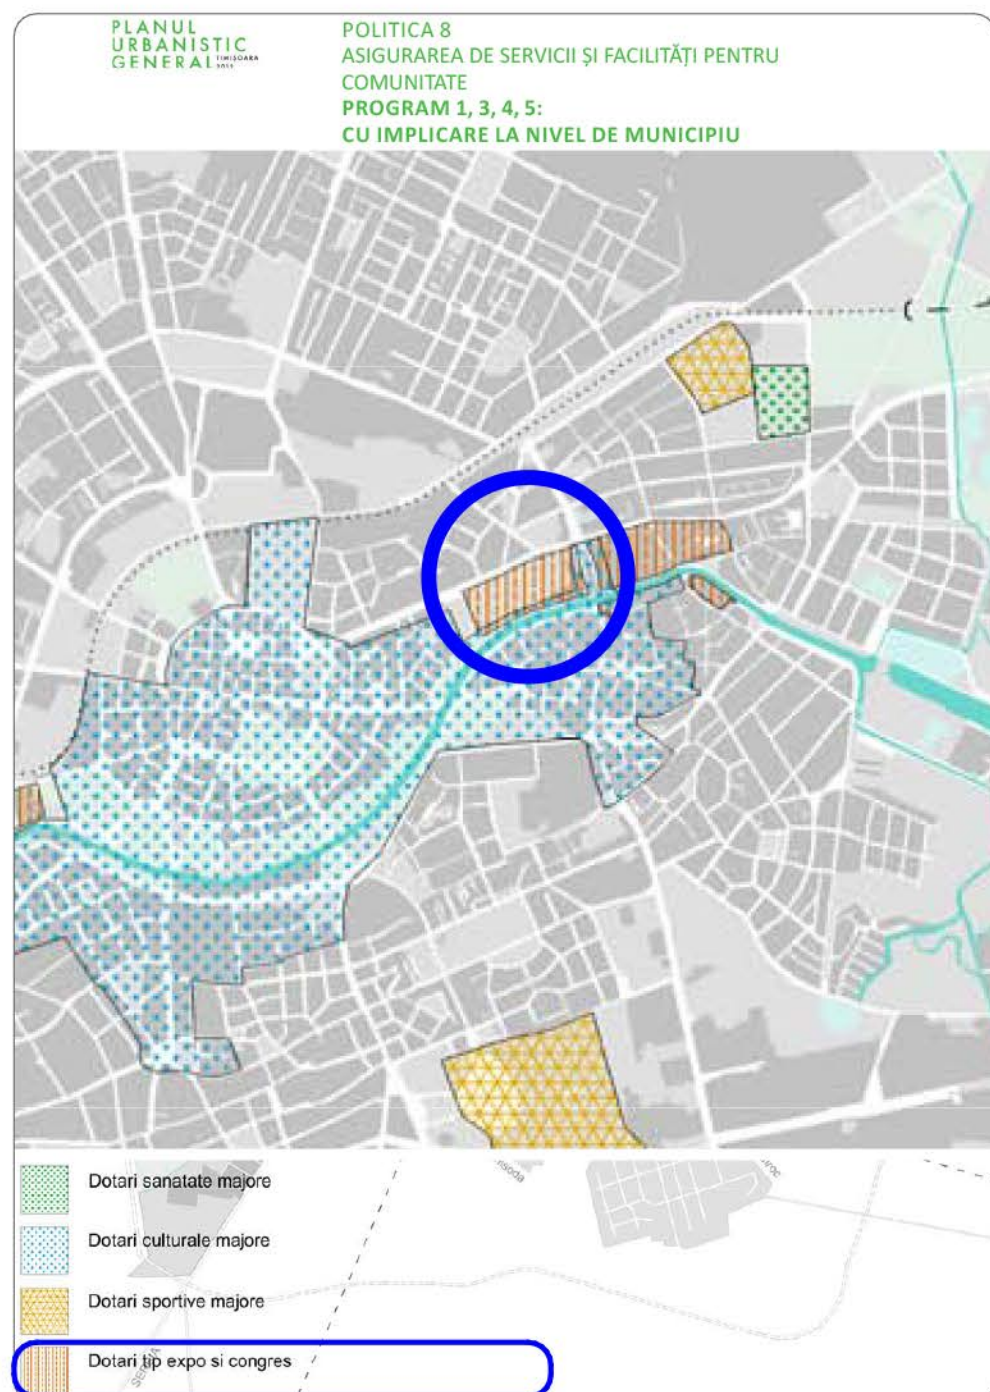 PLANUL
URBANISTIC
GENERAL TIMIȘOARA
POLITICA 8
ASIGURAREA DE SERVICII ȘI FACILITĂȚI PENTRU
COMUNITATE
PROGRAM 1, 3, 4, 5:
CU IMPLICARE LA NIVEL DE MUNICIPIU
Dotari sanatate majore
Dotari culturale majore
Dotari sportive majore
Dotari tip expo si congres